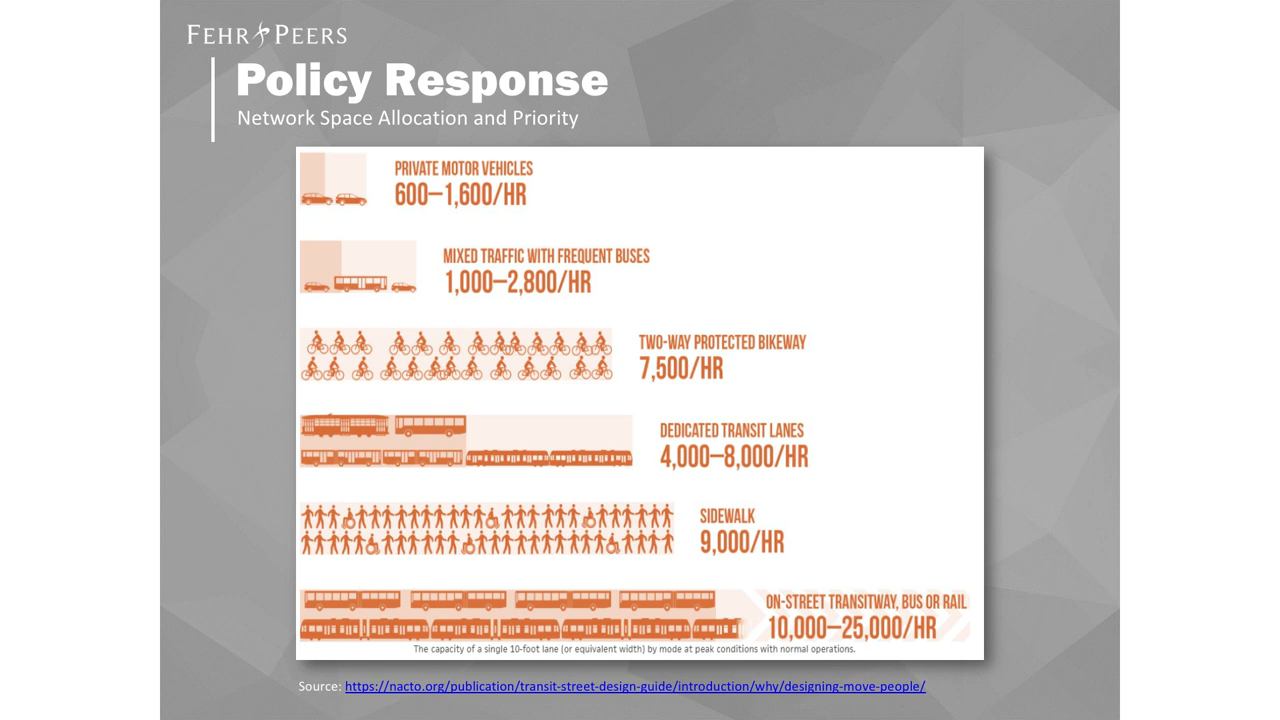 FEHR PEERS
Policy Response
Network Space Allocation and Priority
PRIVATE MOTOR VEHICLES
600–1,600/HR
MIXED TRAFFIC WITH FREQUENT BUSES
1,000–2,800/HR
TWO-WAY PROTECTED BIKEWAY
7,500/HR
DEDICATED TRANSIT LANES
4,000–8,000/HR
SIDEWALK
9,000/HR
ON-STREET TRANSITWAY, BUS OR RAIL
10,000–25,000/HR
The capacity of a single 10-foot lane (or equivalent width) by mode at peak conditions with normal operations.
Source: https://nacto.org/publication/transit-street-design-guide/introduction/why/designing-move-people/